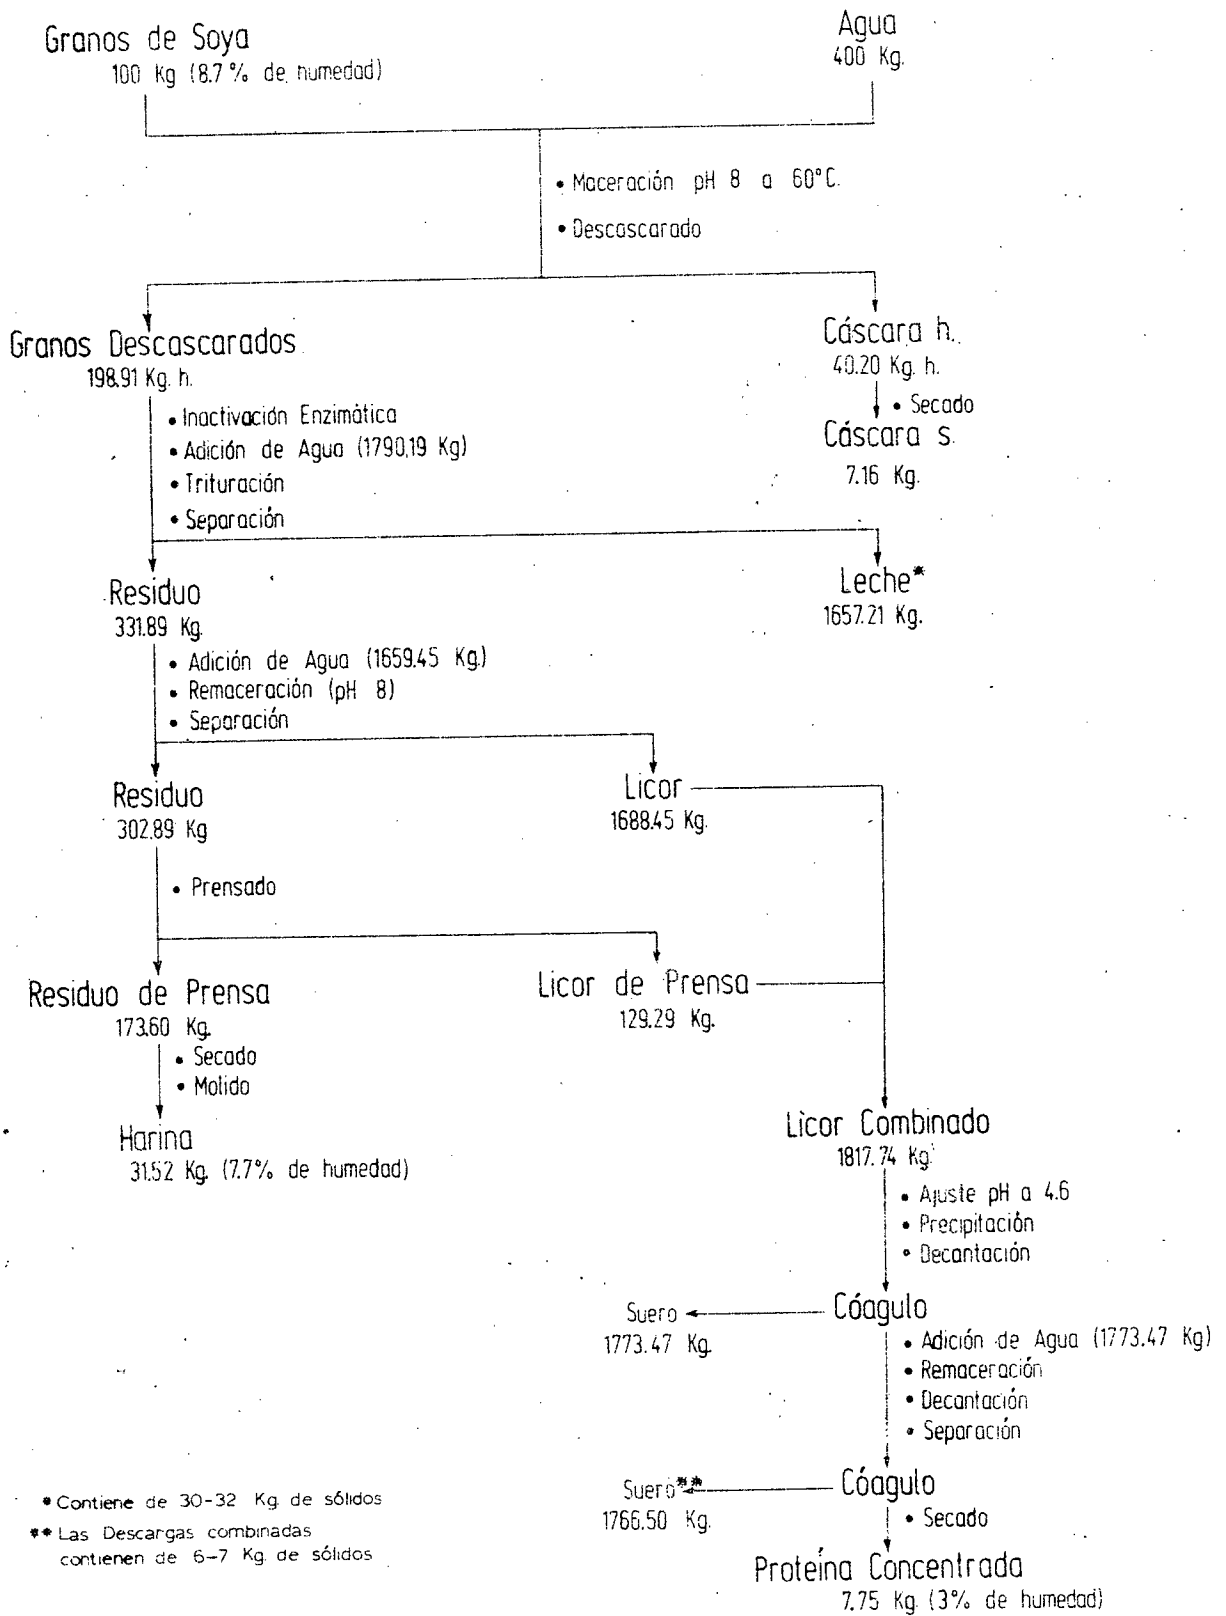 Granos de Soya
100 Kg (8.7% de humedad)
Agua
400 Kg.
• Maceración pH 8 a 60°C.
• Descascarado
Granos Descascarados
198.91 Kg. h.
Cáscara h.
40.20 Kg. h.
• Secado
Cáscara s.
7.16 Kg.
• Inactivación Enzimática
• Adición de Agua (1790,19 Kg)
• Trituración
• Separación
Residuo
331.89 Kg.
Leche*
1657.21 Kg.
• Adición de Agua (1659.45 Kg.)
• Remaceración (pH 8)
• Separación
Residuo
302.89 Kg
Licor
1688.45 Kg.
• Prensado
Residuo de Prensa
173.60 Kg.
Licor de Prensa
129.29 Kg.
• Secado
• Molido
Harina
31.52 Kg. (7.7% de humedad)
Licor Combinado
1817.74 Kg.
• Ajuste pH a 4.6
• Precipitación
• Decantación
Suero
1773.47 Kg.
Cóagulo
• Adición de Agua (1773.47 Kg)
• Remaceración
• Decantación
• Separación
Suero**
1766.50 Kg.
Cóagulo
• Secado
Proteína Concentrada
7.75 Kg. (3% de humedad)
* Contiene de 30-32 Kg. de sólidos
** Las Descargas combinadas
contienen de 6-7 Kg. de sólidos